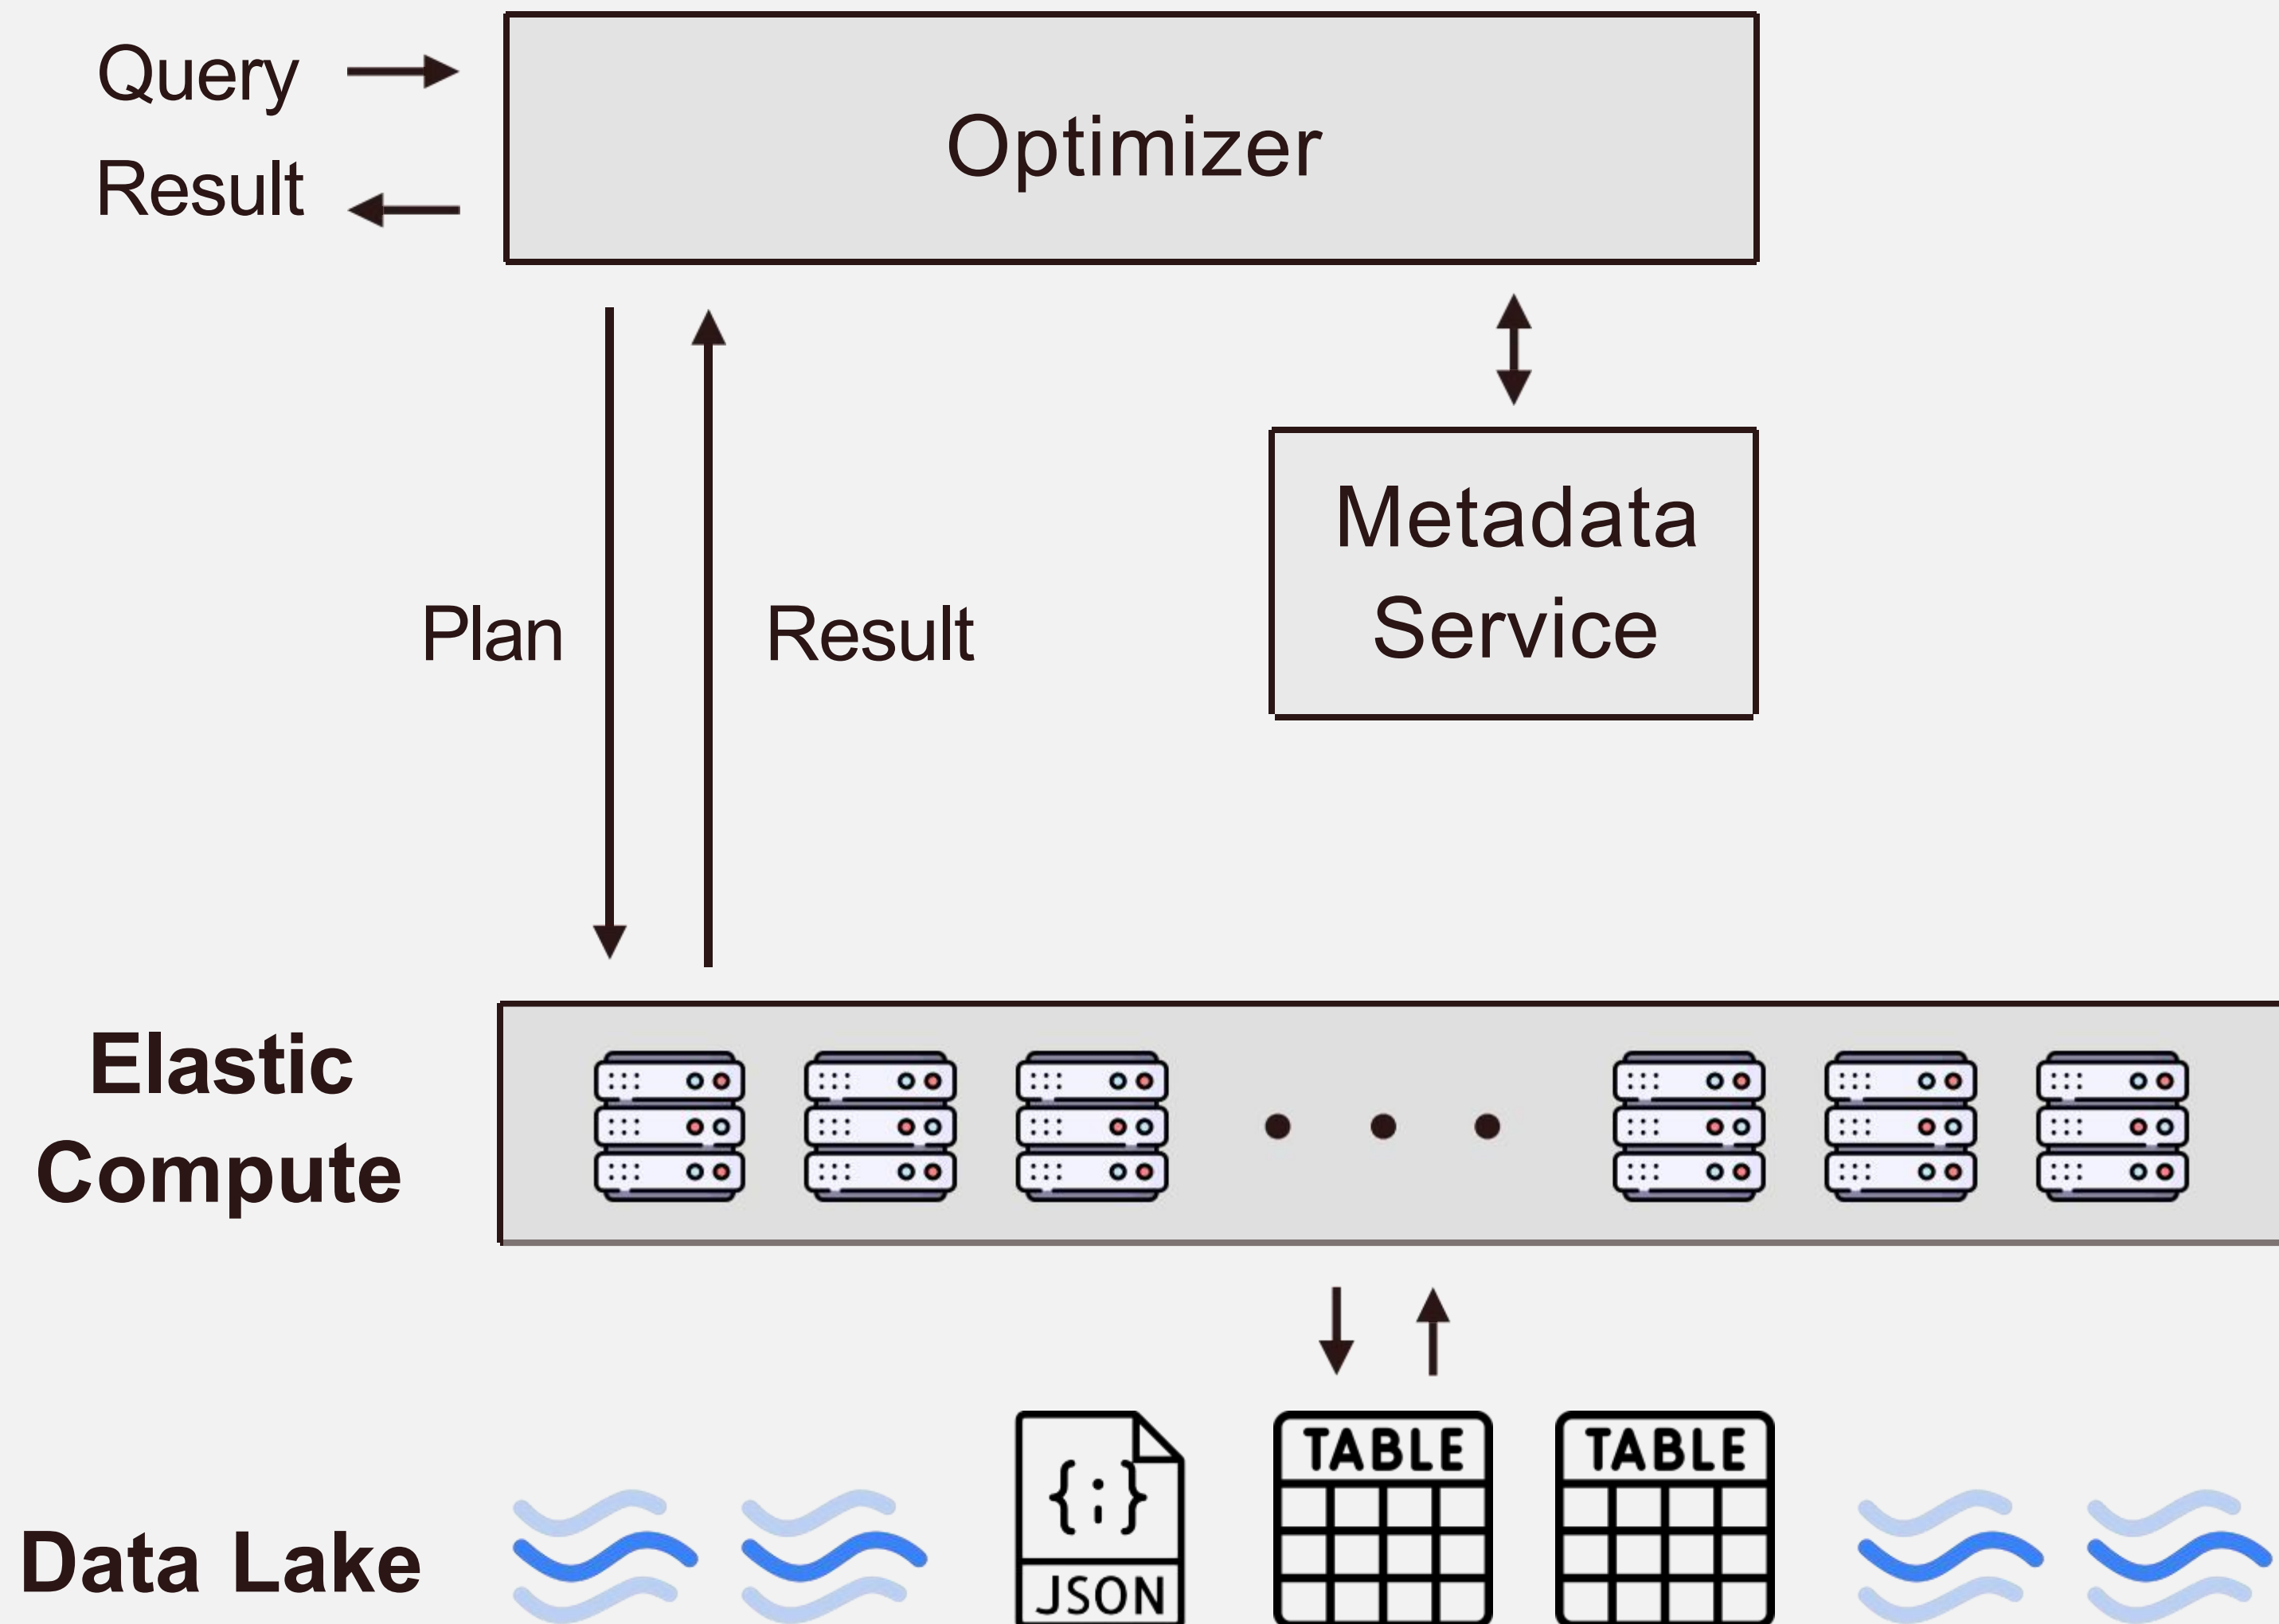 Query
Result
Optimizer
Metadata
Service
Plan
Result
Elastic
Compute
TABLE
TABLE
{;}
JSON
Data Lake